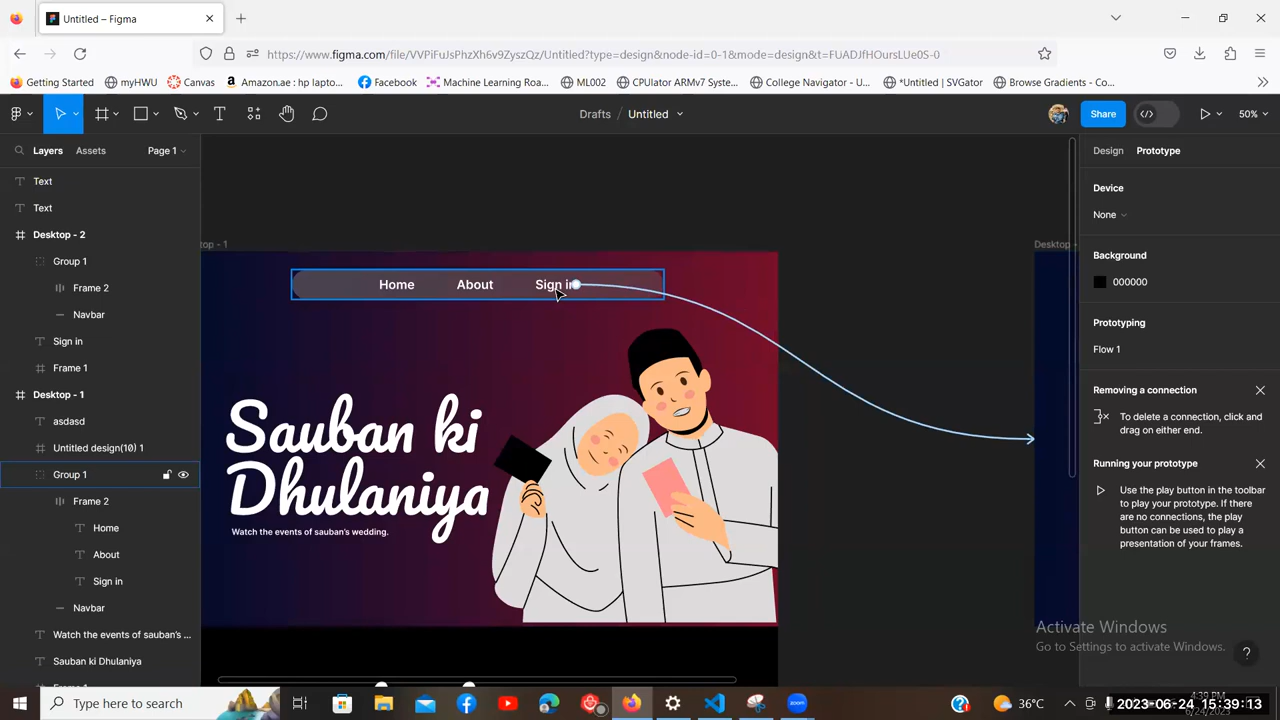 Untitled – Figma
https://www.figma.com/file/VVPiFuJsPhzXh6v9ZyszQz/Untitled?type=design&node-id=0-1&mode=design&t=FUADJfHOursLUe0S-0
Getting Started
myHWU
Canvas
Amazon.ae : hp lapto...
Facebook
Machine Learning Roa...
ML002
CPUlator ARMv7 Syste...
College Navigator - U...
*Untitled | SVGator
Browse Gradients - Co...
Drafts / Untitled
Share
50%
Layers
Assets
Page 1
Design
Prototype
Text
Text
Desktop - 2
Group 1
Frame 2
Navbar
Sign in
Frame 1
Desktop - 1
asdasd
Untitled design(10) 1
Group 1
Frame 2
Home
About
Sign in
Navbar
Watch the events of sauban's ...
Sauban ki Dhulaniya
top - 1
Desktop -
Home
About
Sign in
Sauban ki
Dhulaniya
Watch the events of sauban's wedding.
Device
None
Background
000000
Prototyping
Flow 1
Removing a connection
To delete a connection, click and
drag on either end.
Running your prototype
Use the play button in the toolbar
to play your prototype. If there
are no connections, the play
button can be used to play a
presentation of your frames.
Activate Windows
Go to Settings to activate Windows.
Type here to search
zoom
36°C
4:39 PM
2023-06-24 15:39:13